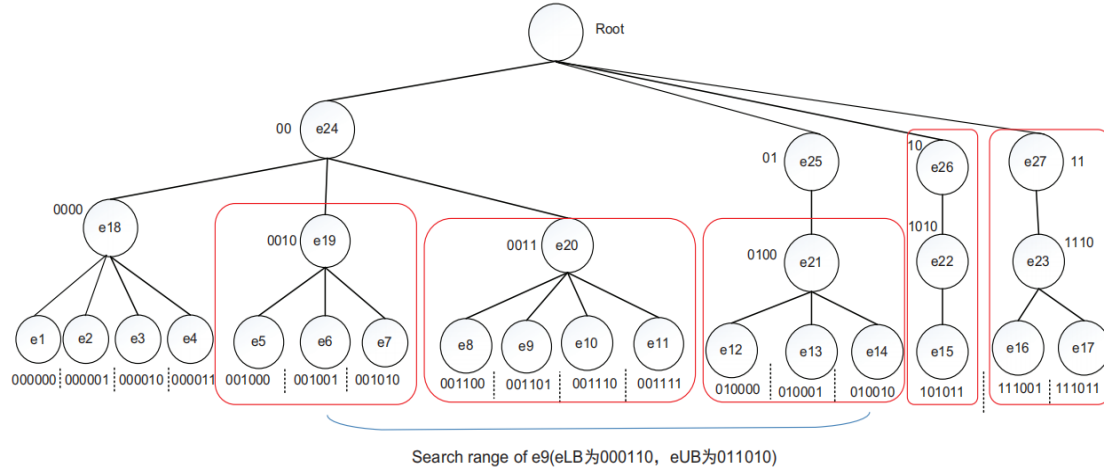 Root
00 e24
01 e25
10 e26
e27 11
0000 e18
0010 e19
0011 e20
0100 e21
1010 e22
e23 1110
e1 e2 e3 e4 e5 e6 e7 e8 e9 e10 e11 e12 e13 e14 e15 e16 e17
000000 000001 000010 000011 001000 001001 001010 001100 001101 001110 001111 010000 010001 010010 101011 111001 111011
Search range of e9(eLB为000110，eUB为011010)